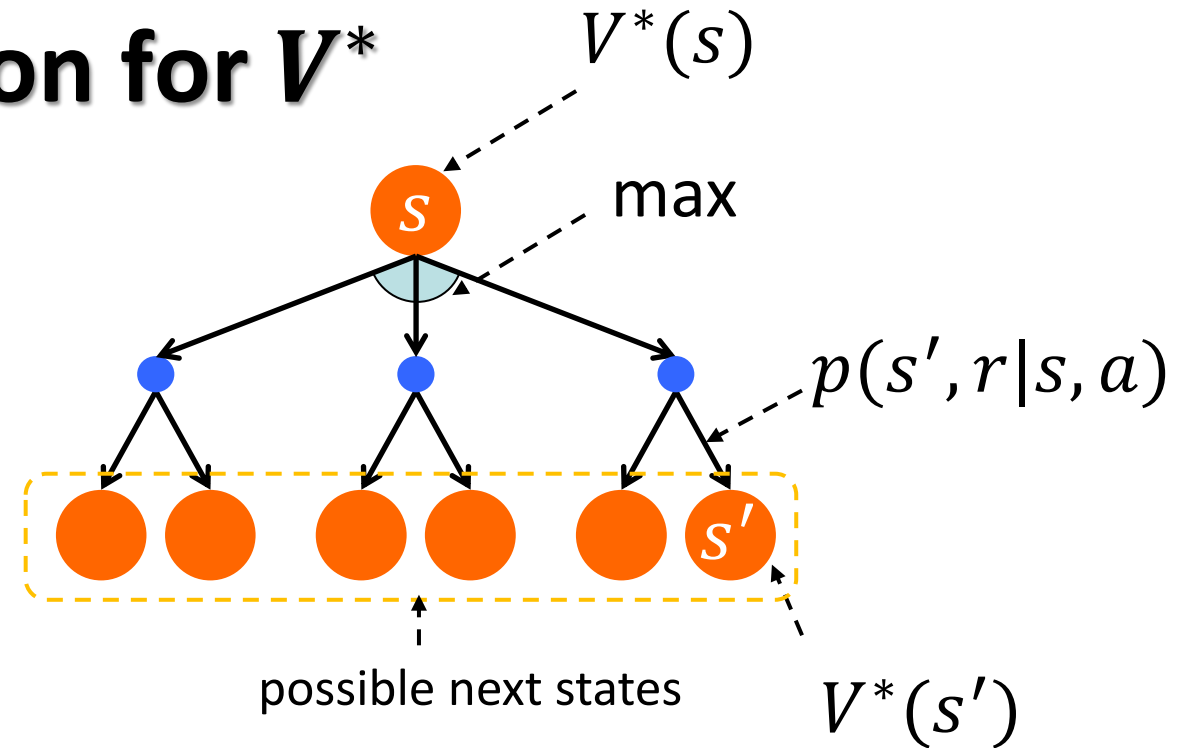 on for V*
V*(s)
s
max
p(s′, r|s, a)
s′
possible next states
V*(s′)